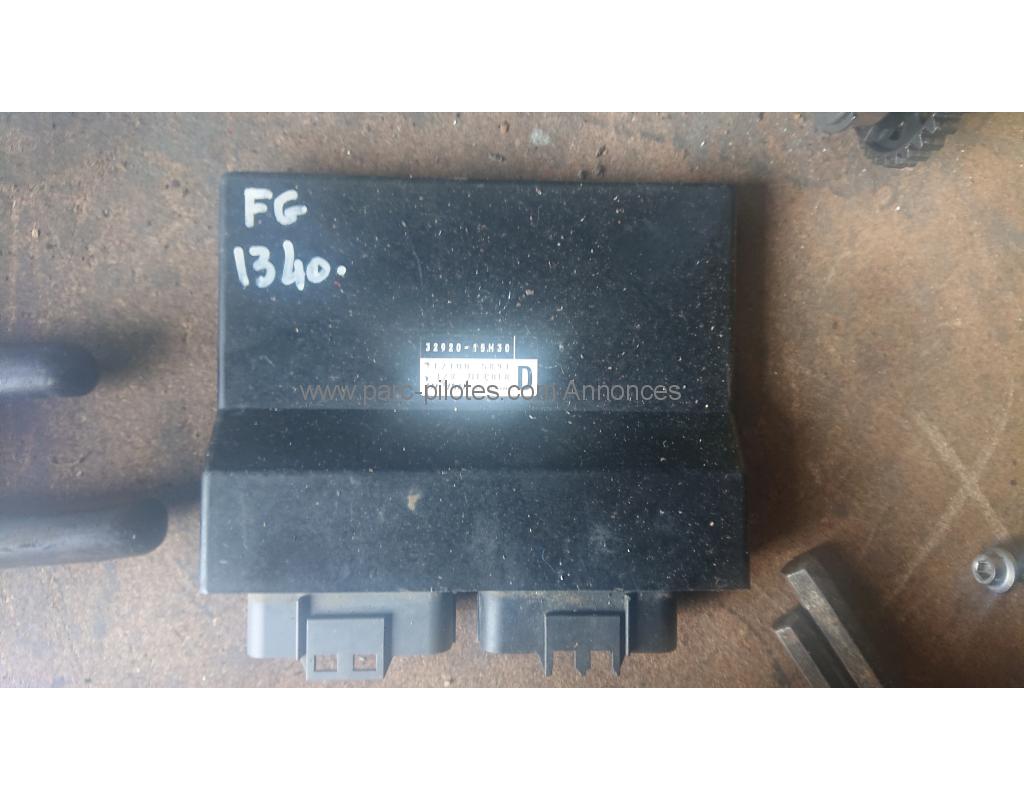 FG
1340.
32920-15H30
D
www.parc-pilotes.com Annonces